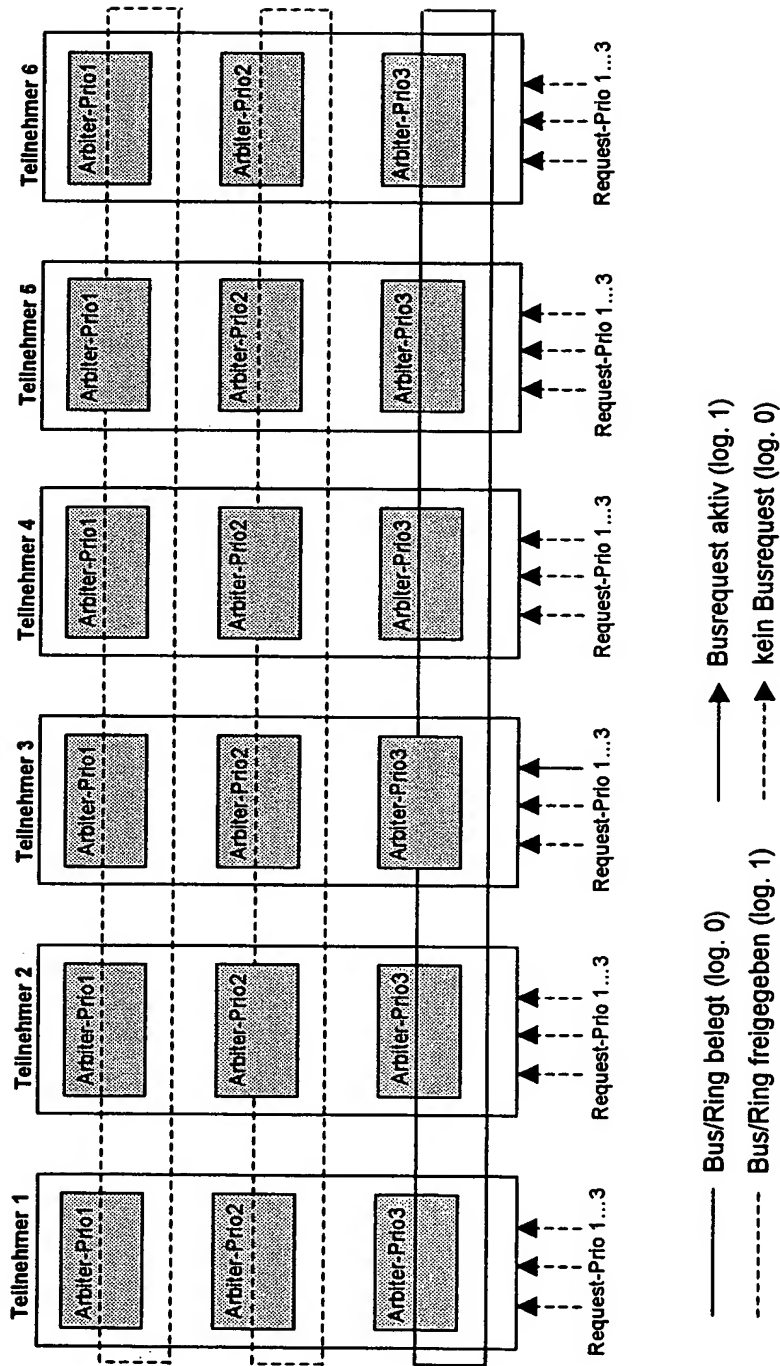 Teilnehmer 1
Arbiter-Prio1
Arbiter-Prio2
Arbiter-Prio3
Request-Prio 1...3
Teilnehmer 2
Arbiter-Prio1
Arbiter-Prio2
Arbiter-Prio3
Request-Prio 1...3
Teilnehmer 3
Arbiter-Prio1
Arbiter-Prio2
Arbiter-Prio3
Request-Prio 1...3
Teilnehmer 4
Arbiter-Prio1
Arbiter-Prio2
Arbiter-Prio3
Request-Prio 1...3
Teilnehmer 5
Arbiter-Prio1
Arbiter-Prio2
Arbiter-Prio3
Request-Prio 1...3
Teilnehmer 6
Arbiter-Prio1
Arbiter-Prio2
Arbiter-Prio3
Request-Prio 1...3
Bus/Ring belegt (log. 0)
Busrequest aktiv (log. 1)
Bus/Ring freigegeben (log. 1)
kein Busrequest (log. 0)